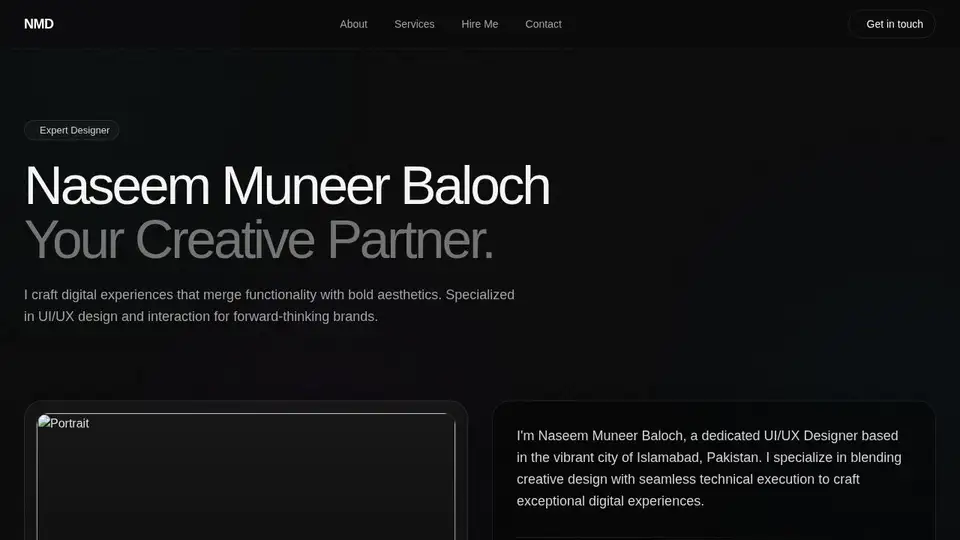 NMD
About
Services
Hire Me
Contact
Get in touch
Expert Designer
Naseem Muneer Baloch
Your Creative Partner.
I craft digital experiences that merge functionality with bold aesthetics. Specialized
in UI/UX design and interaction for forward-thinking brands.
Portrait
I'm Naseem Muneer Baloch, a dedicated UI/UX Designer based
in the vibrant city of Islamabad, Pakistan. I specialize in blending
creative design with seamless technical execution to craft
exceptional digital experiences.